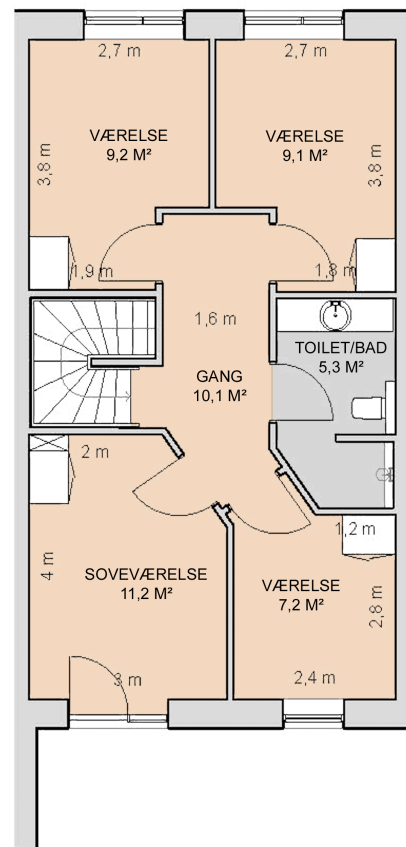 2,7 m
2,7 m
VÆRELSE
9,2 M²
VÆRELSE
9,1 M²
3,8 m
3,8 m
1,9 m
1,8 m
1,6 m
TOILET/BAD
5,3 M²
GANG
10,1 M²
2 m
1,2 m
4 m
SOVEVÆRELSE
11,2 M²
VÆRELSE
7,2 M²
2,8 m
3 m
2,4 m